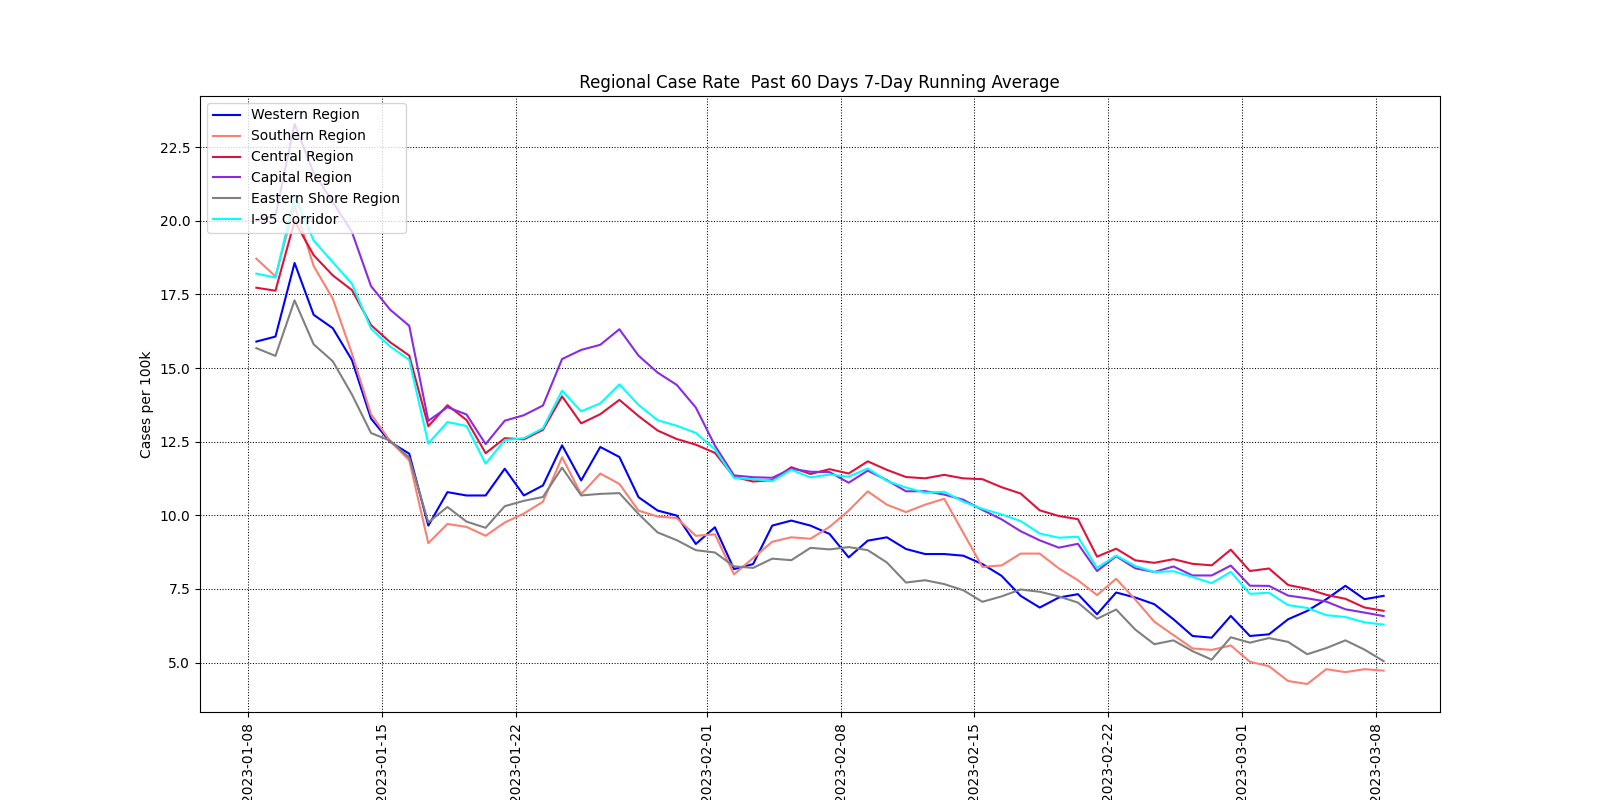 Regional Case Rate  Past 60 Days 7-Day Running Average
Western Region
Southern Region
Central Region
Capital Region
Eastern Shore Region
I-95 Corridor
Cases per 100k
22.5
20.0
17.5
15.0
12.5
10.0
7.5
5.0
2023-01-08
2023-01-15
2023-01-22
2023-02-01
2023-02-08
2023-02-15
2023-02-22
2023-03-01
2023-03-08